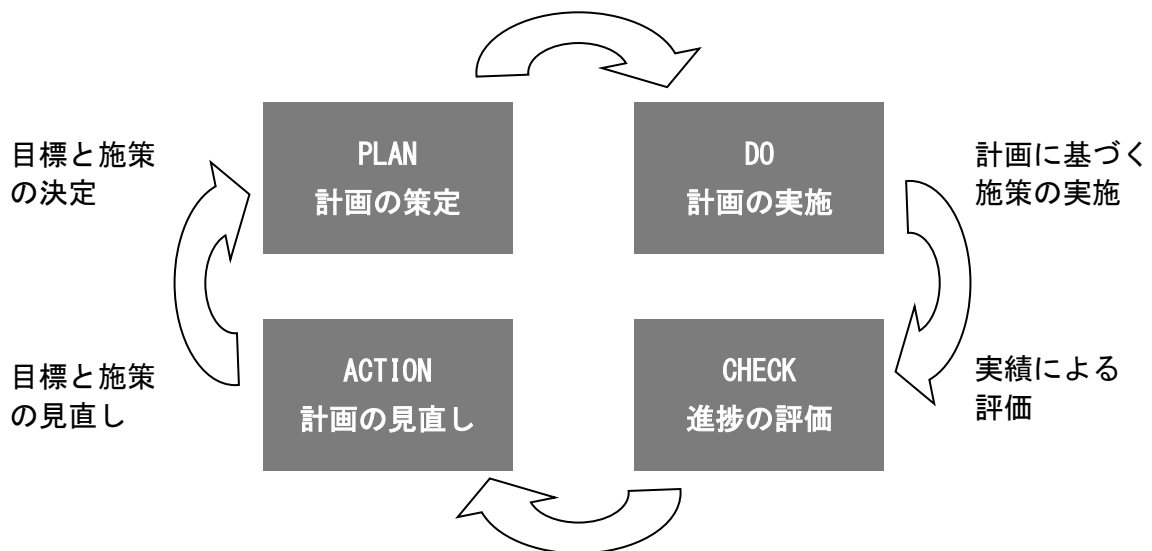 目標と施策
の決定
PLAN
計画の策定
DO
計画の実施
計画に基づく
施策の実施
目標と施策
の見直し
ACTION
計画の見直し
CHECK
進捗の評価
実績による
評価